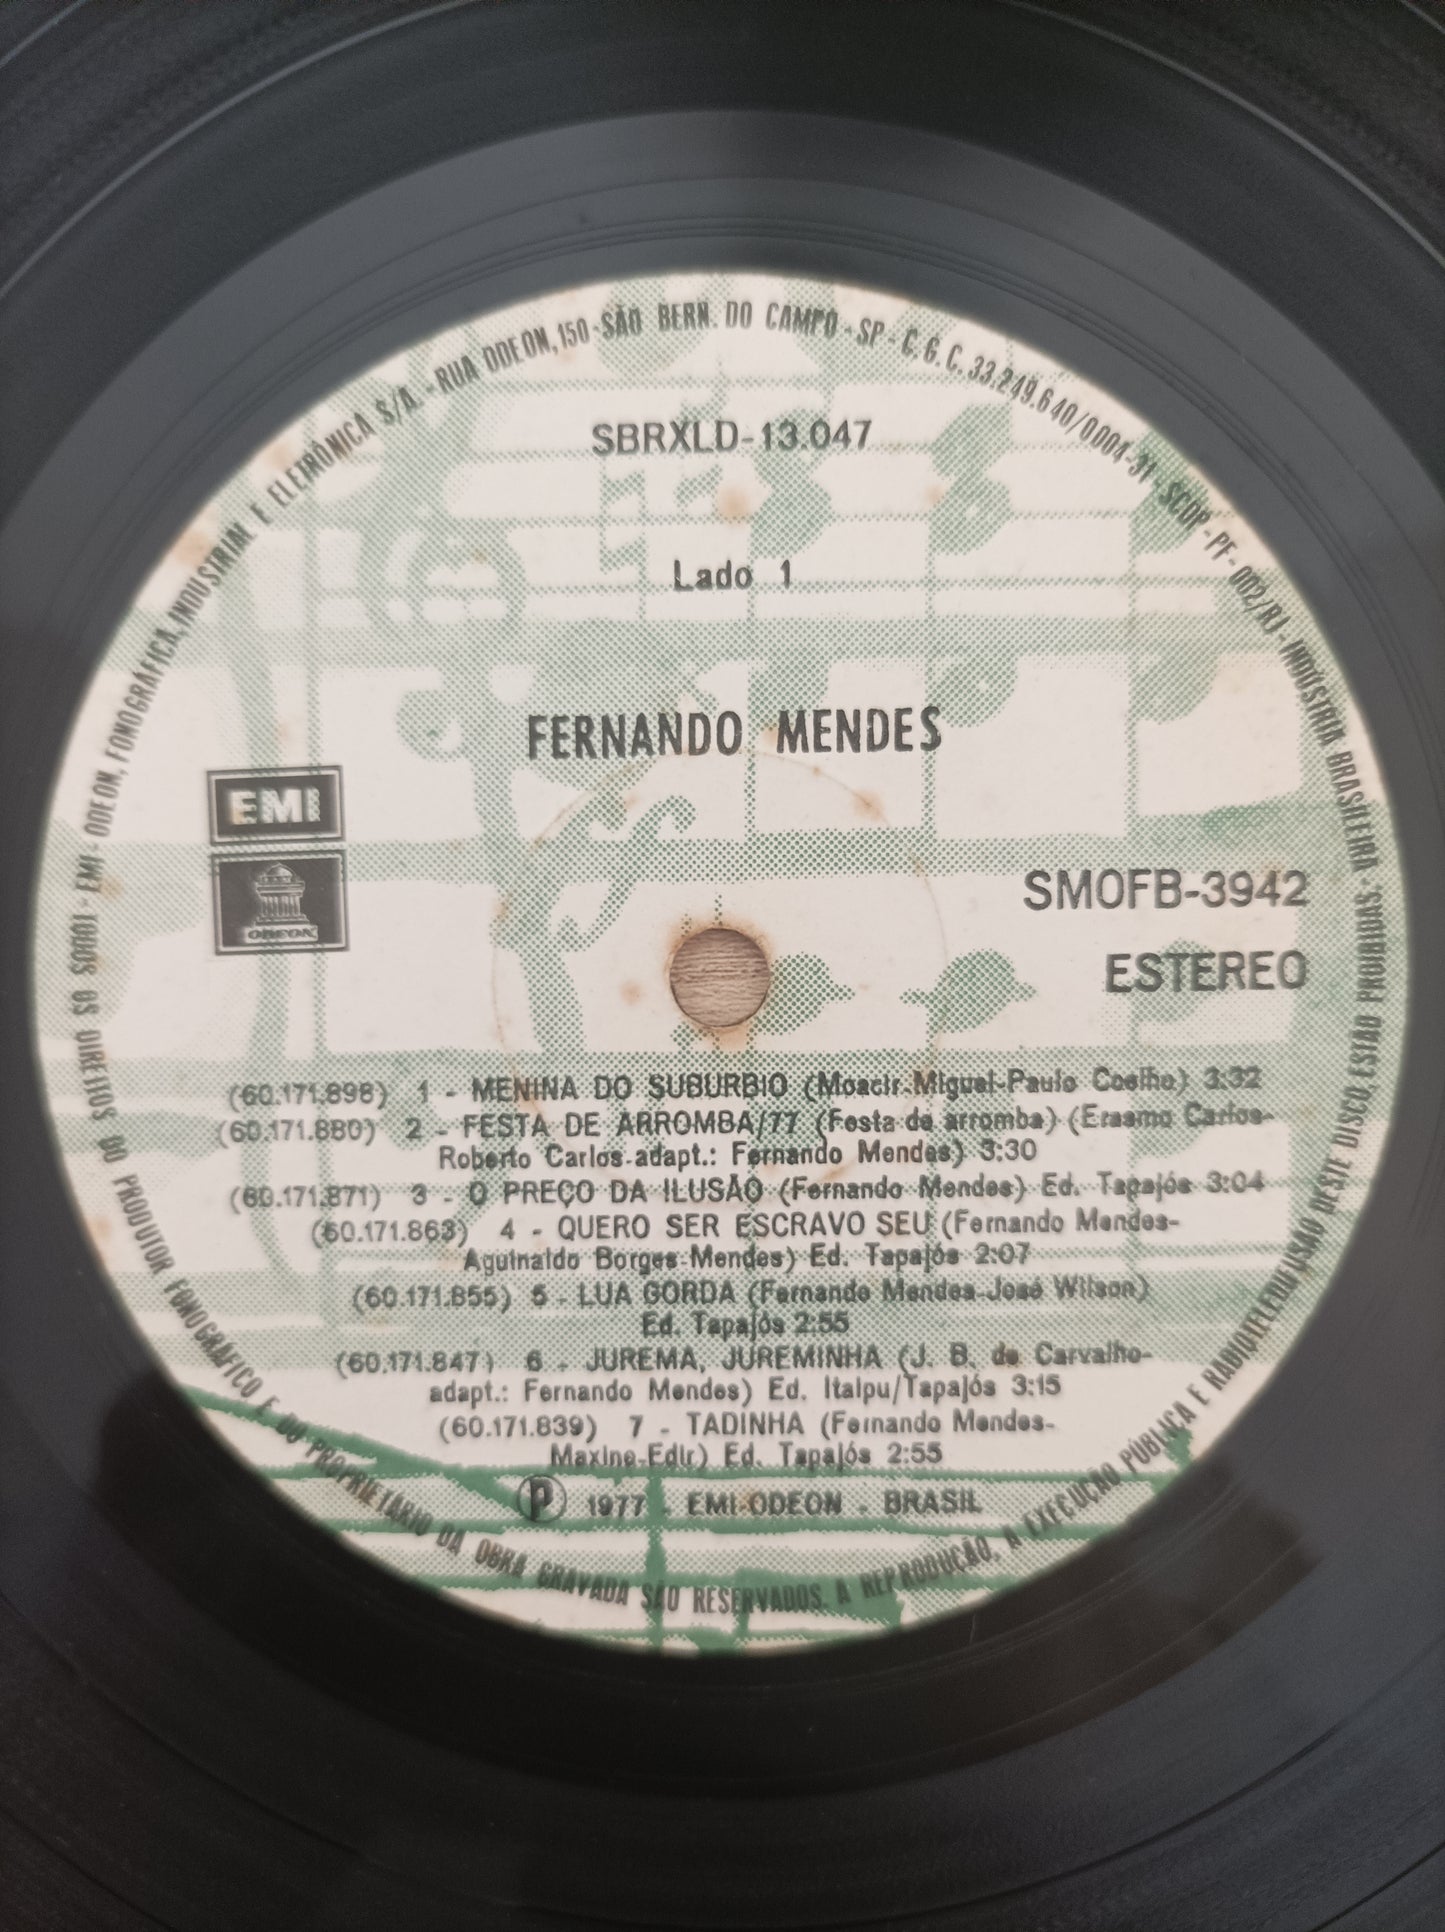 EMI - ODEON, FONOGRÁFICA, INDUSTRIAL E ELETRÔNICA S/A. - RUA ODEON, 150 - SÃO BERN. DO CAMPO - SP - C. G. C. 33.249.640/0004-31 - SCDP - PF - 002/RJ - INDÚSTRIA BRASILEIRA
SBRXLD-13.047
Lado 1
FERNANDO MENDES
EMI
ODEON
SMOFB-3942
ESTEREO
(60.171.898) 1 - MENINA DO SUBURBIO (Moacir Miguel-Paulo Coelho) 3:32
(60.171.880) 2 - FESTA DE ARROMBA/77 (Festa de arromba) (Erasmo Carlos-
Roberto Carlos-adapt.: Fernando Mendes) 3:30
(60.171.871) 3 - O PREÇO DA ILUSÃO (Fernando Mendes) Ed. Tapajós 3:04
(60.171.863) 4 - QUERO SER ESCRAVO SEU (Fernando Mendes-
Aguinaldo Borges Mendes) Ed. Tapajós 2:07
(60.171.855) 5 - LUA GORDA (Fernando Mendes-José Wilson)
Ed. Tapajós 2:55
(60.171.847) 6 - JUREMA, JUREMINHA (J. B. de Carvalho-
adapt.: Fernando Mendes) Ed. Italpu/Tapajós 3:15
(60.171.839) 7 - TADINHA (Fernando Mendes-
Maxine-Edir) Ed. Tapajós 2:55
℗ 1977 - EMI-ODEON - BRASIL
TODOS OS DIREITOS DO PRODUTOR FONOGRÁFICO E DO PROPRIETÁRIO DA OBRA GRAVADA SÃO RESERVADOS. A REPRODUÇÃO, A EXECUÇÃO PÚBLICA E RADIOTELEDIFUSÃO DESTE DISCO, ESTÃO PROIBIDAS.